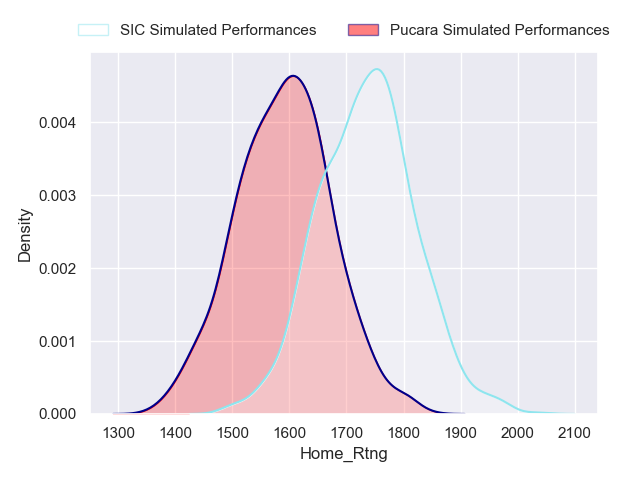 SIC Simulated Performances Pucara Simulated Performances
0.004
0.003
0.002
0.001
0.000
Density
1300 1400 1500 1600 1700 1800 1900 2000 2100
Home_Rtng